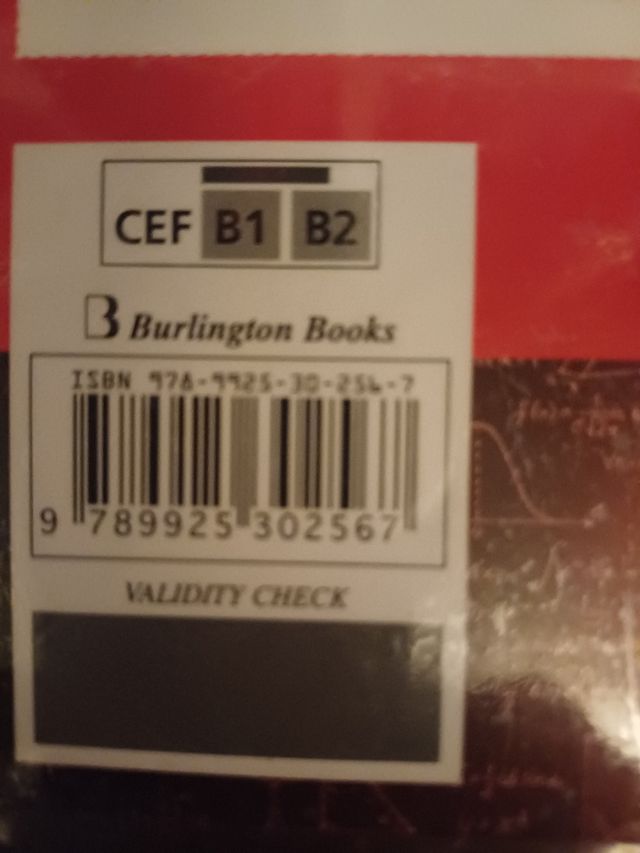 CEF B1 B2
Burlington Books
ISBN 978-9925-30-256-7
9 789925 302567
VALIDITY CHECK